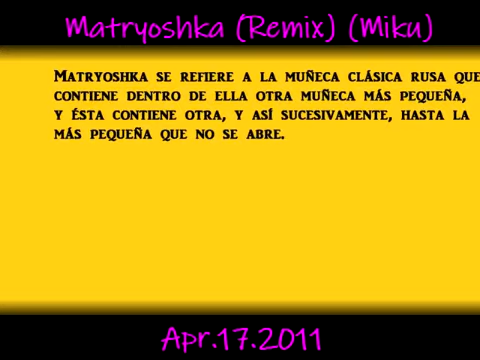 Matryoshka (Remix) (Miku)
Matryoshka se refiere a la muñeca clásica rusa que
contiene dentro de ella otra muñeca más pequeña,
y ésta contiene otra, y así sucesivamente, hasta la
más pequeña que no se abre.
Apr.17.2011